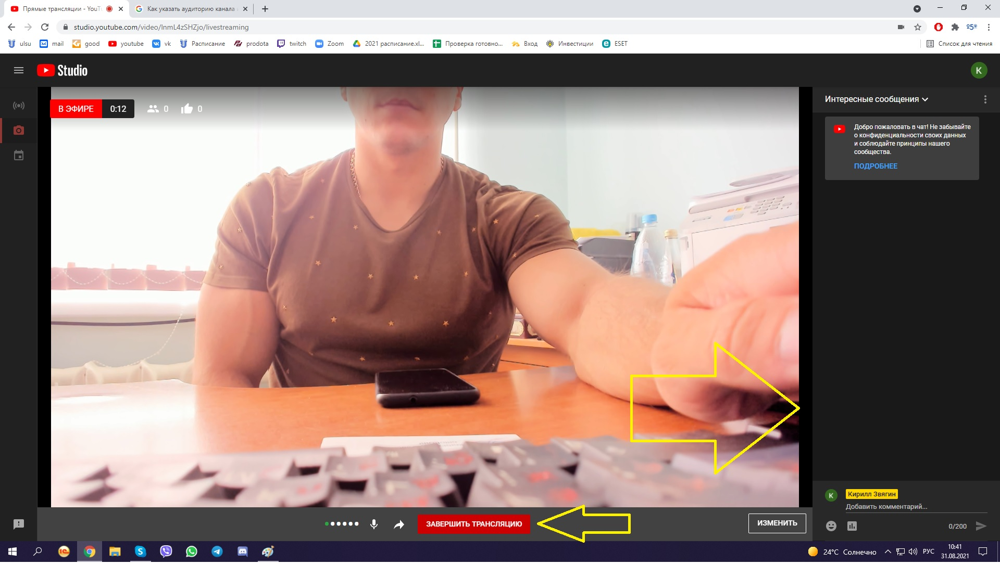 Прямые трансляции - YouT
Как указать аудиторию канала
studio.youtube.com/video/lnmL4zSHZjo/livestreaming
25°
ulsu
mail
good
youtube
vk
Расписание
prodota
twitch
Zoom
2021 расписание.xl...
Проверка готовно...
Вход
Инвестиции
ESET
Список для чтения
Studio
K
В ЭФИРЕ 0:12 0 0
Интересные сообщения
Добро пожаловать в чат! Не забывайте
о конфиденциальности своих данных
и соблюдайте принципы нашего
сообщества.
ПОДРОБНЕЕ
K
Кирилл Звягин
Добавить комментарий...
0/200
ЗАВЕРШИТЬ ТРАНСЛЯЦИЮ
ИЗМЕНИТЬ
24°C Солнечно
РУС
10:41
31.08.2021